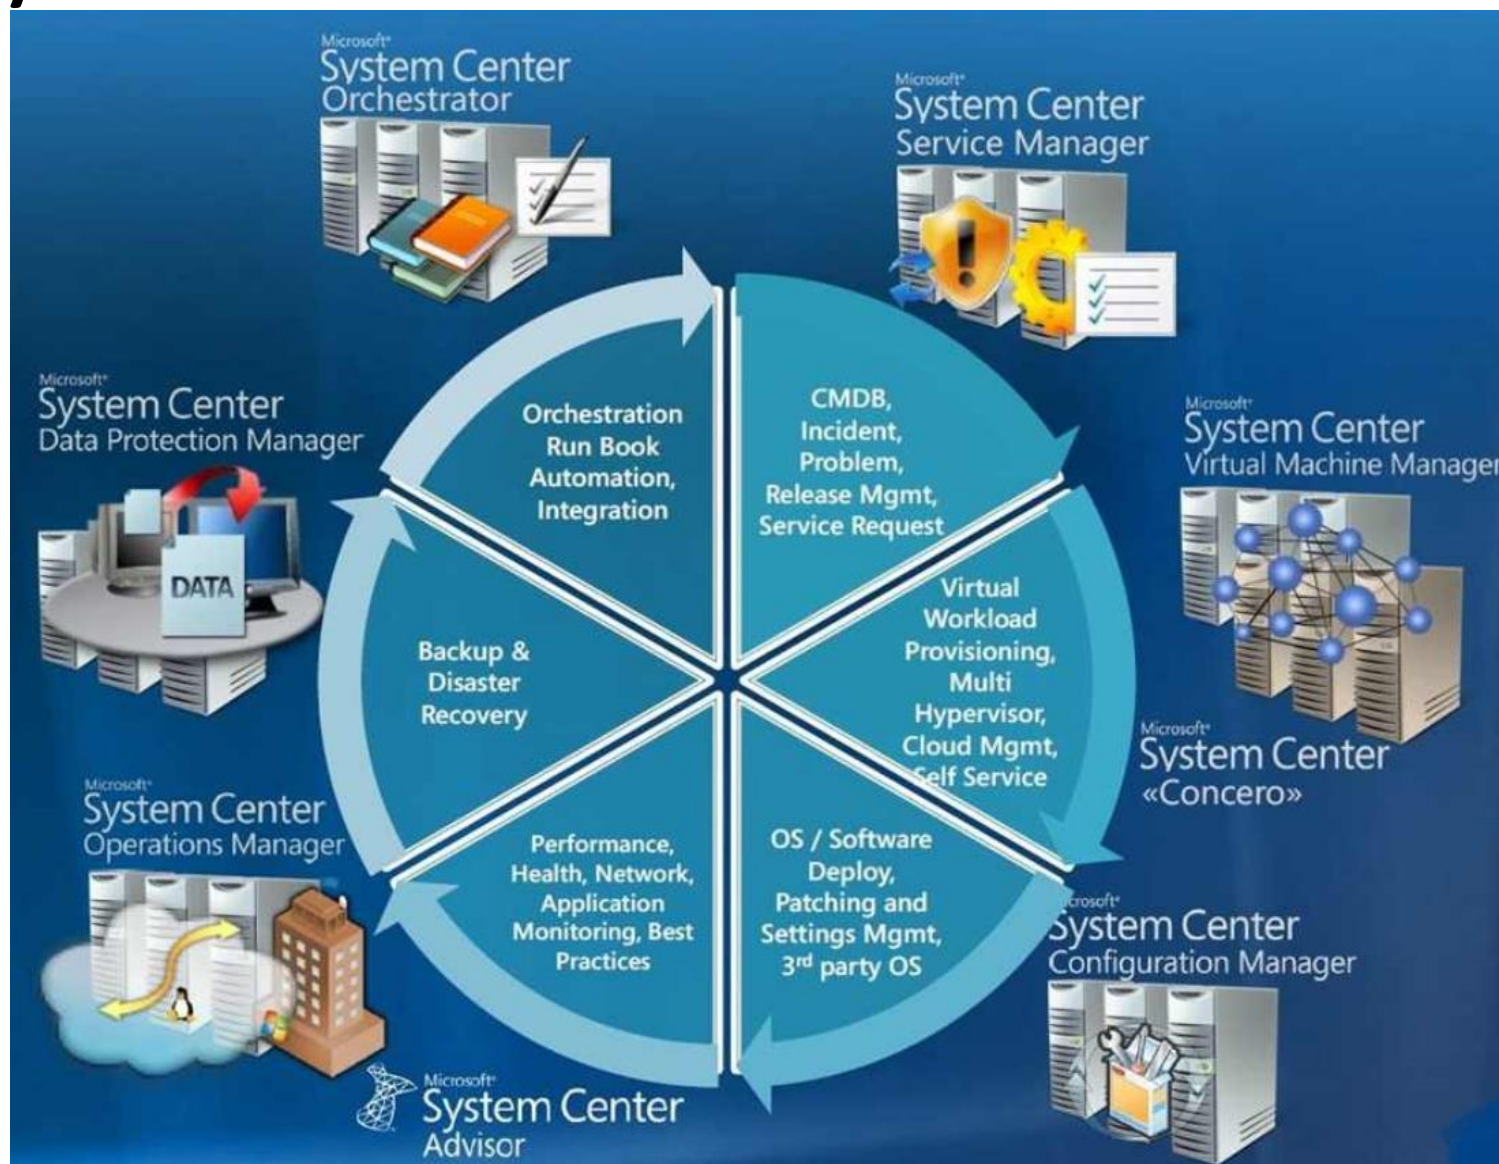 Microsoft®
System Center
Orchestrator
Microsoft®
System Center
Service Manager
Microsoft®
System Center
Data Protection Manager
DATA
Microsoft®
System Center
Virtual Machine Manager
Orchestration
Run Book
Automation,
Integration
CMDB,
Incident,
Problem,
Release Mgmt,
Service Request
Virtual
Workload
Provisioning,
Multi
Hypervisor,
Cloud Mgmt,
Self Service
Backup &
Disaster
Recovery
Microsoft®
System Center
«Concero»
Microsoft®
System Center
Operations Manager
Performance,
Health, Network,
Application
Monitoring, Best
Practices
OS / Software
Deploy,
Patching and
Settings Mgmt,
3rd party OS
crosoft®
System Center
Configuration Manager
Microsoft®
System Center
Advisor